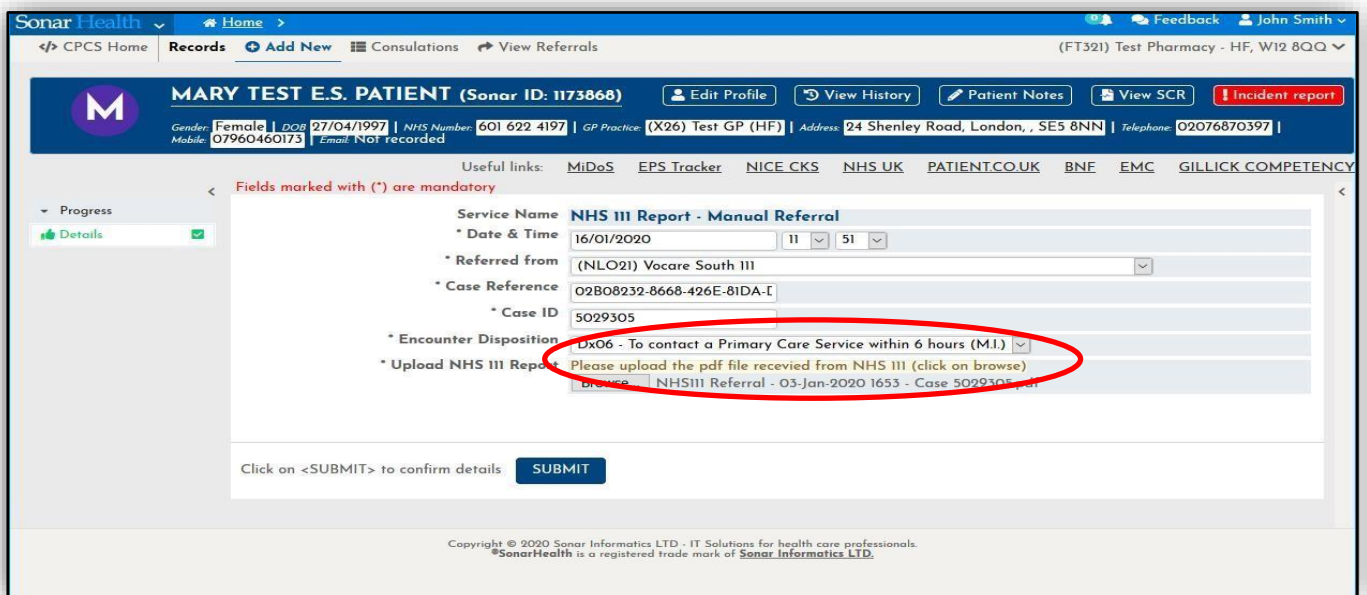 Sonar Health Home > 0 Feedback John Smith
</> CPCS Home Records Add New Consulations View Referrals (FT321) Test Pharmacy - HF, W12 8QQ
M
MARY TEST E.S. PATIENT (Sonar ID: 1173868) Edit Profile View History Patient Notes View SCR ! Incident report
Gender: Female | DOB 27/04/1997 | NHS Number: 601 622 4197 | GP Practice: (X26) Test GP (HF) | Address: 24 Shenley Road, London, , SE5 8NN | Telephone: 02076870397 |
Mobile: 07960460173 | Email: Not recorded
Useful links: MiDoS EPS Tracker NICE CKS NHS UK PATIENT.CO.UK BNF EMC GILLICK COMPETENCY
< Fields marked with (*) are mandatory <
Progress
Details
Service Name NHS 111 Report - Manual Referral
* Date & Time 16/01/2020 11 51
* Referred from (NLO21) Vocare South 111
* Case Reference 02B08232-8668-426E-81DA-D
* Case ID 5029305
* Encounter Disposition Dx06 - To contact a Primary Care Service within 6 hours (M.I.)
* Upload NHS 111 Report Please upload the pdf file recevied from NHS 111 (click on browse)
Browse... NHS111 Referral - 03-Jan-2020 1653 - Case 5029305.pdf
Click on <SUBMIT> to confirm details SUBMIT
Copyright © 2020 Sonar Informatics LTD - IT Solutions for health care professionals.
®SonarHealth is a registered trade mark of Sonar Informatics LTD.